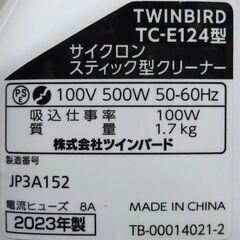 TWINBIRD
TC-E124型
サイクロン
スティック型クリーナー
PS
E
100V 500W 50-60Hz
吸込仕事率 100W
質量 1.7kg
株式会社ツインバード
製造番号
JP3A152
電流ヒューズ 8A
MADE IN CHINA
2023年製
TB-00014021-2